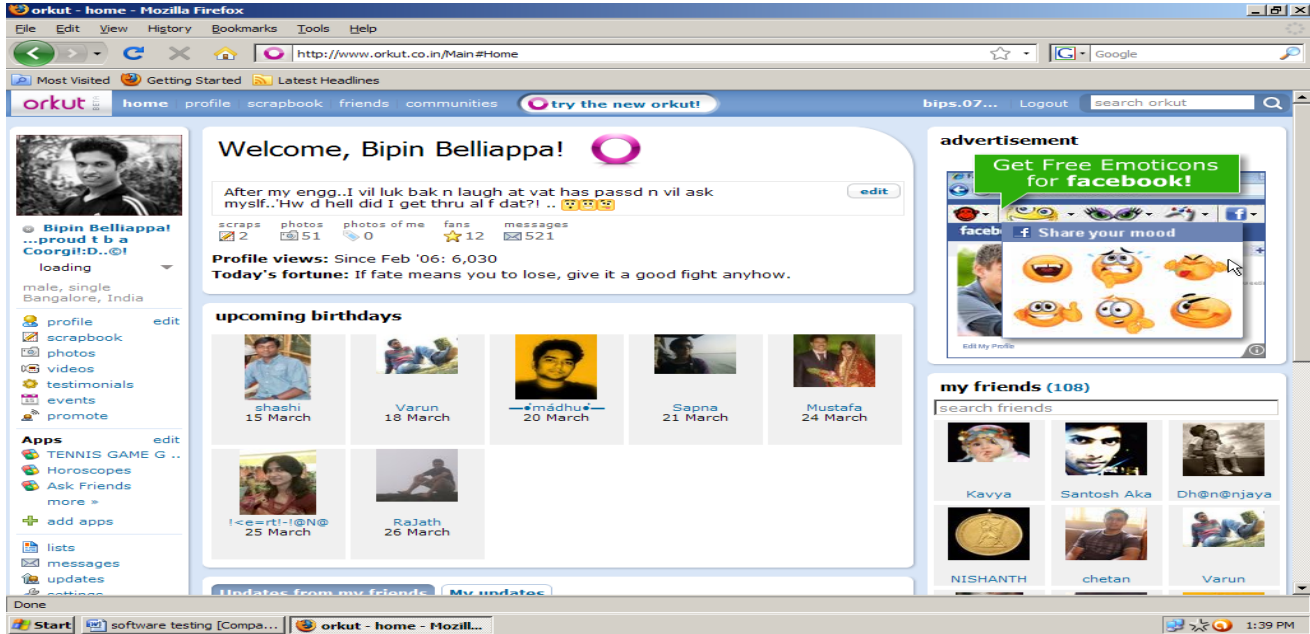 orkut - home - Mozilla Firefox
File Edit View History Bookmarks Tools Help
http://www.orkut.co.in/Main#Home
Google
Most Visited Getting Started Latest Headlines
orkut home profile scrapbook friends communities try the new orkut! bips.07... Logout search orkut
Welcome, Bipin Belliappa!
After my engg..I vil luk bak n laugh at vat has passd n vil ask
myslf..'Hw d hell did I get thru al f dat?! ..
edit
scraps photos photos of me fans messages
2 51 0 12 521
Profile views: Since Feb '06: 6,030
Today's fortune: If fate means you to lose, give it a good fight anyhow.
Bipin Belliappa!
...proud t b a
Coorgi!:D..©!
loading
male, single
Bangalore, India
profile edit
scrapbook
photos
videos
testimonials
events
promote
Apps edit
TENNIS GAME G ..
Horoscopes
Ask Friends
more »
add apps
lists
messages
updates
settings
upcoming birthdays
shashi Varun —•mádhu•— Sapna Mustafa
15 March 18 March 20 March 21 March 24 March
!<e=rt!-!@N@ RaJath
25 March 26 March
Updates from my friends My updates
advertisement
Get Free Emoticons
for facebook!
faceb
Share your mood
Edit My Profile
my friends (108)
search friends
Kavya Santosh Aka Dh@n@njaya
NISHANTH chetan Varun
Done
Start software testing [Compa... orkut - home - Mozill... 1:39 PM